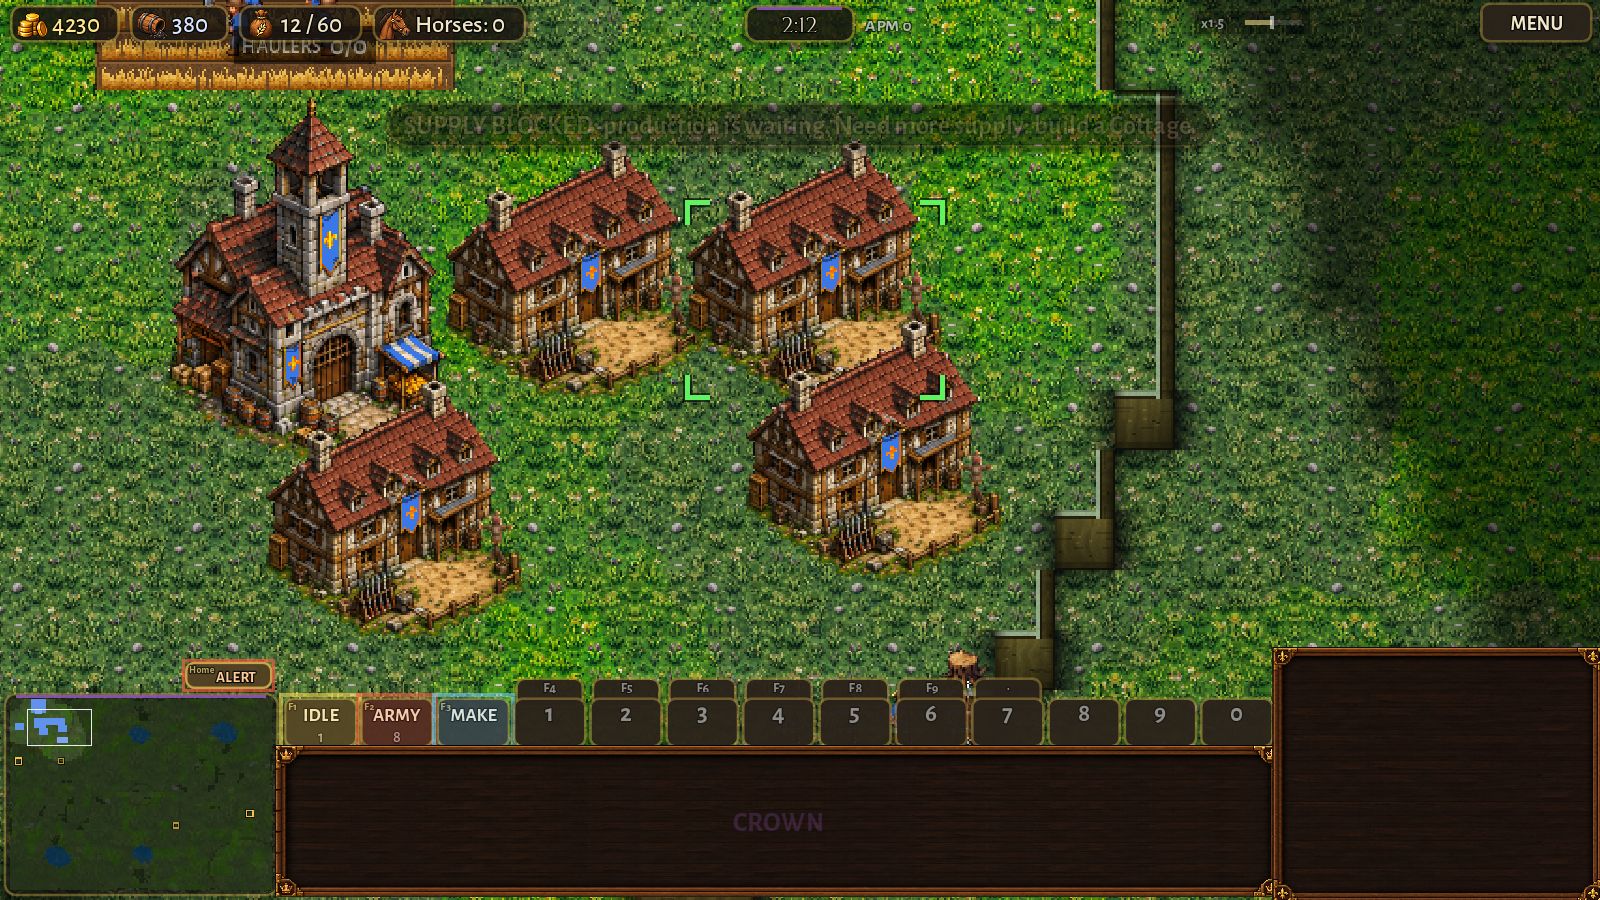 4230
380
12 / 60
Horses: 0
2:12
APM 0
x1.5
MENU
HAULERS 0/0
SUPPLY BLOCKED - production is waiting. Need more supply: build a Cottage.
Home ALERT
F1 IDLE 1
F2 ARMY 8
F3 MAKE
F4 F5 F6 F7 F8 F9
1 2 3 4 5 6 7 8 9 0
CROWN